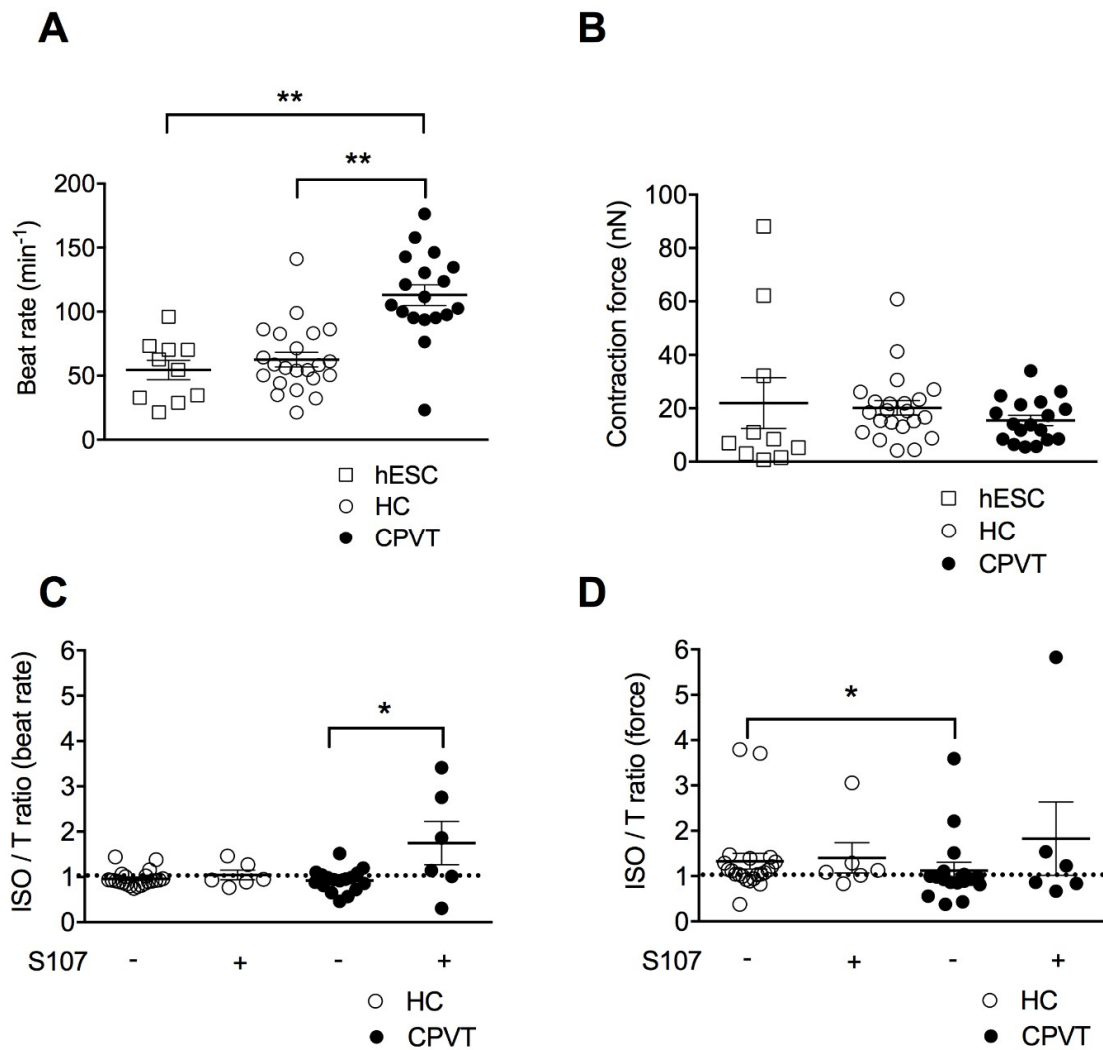 A
**
**
Beat rate (min-1)
200
150
100
50
0
hESC
HC
CPVT
B
Contraction force (nN)
100
80
60
40
20
0
hESC
HC
CPVT
C
*
ISO / T ratio (beat rate)
6
5
4
3
2
1
0
S107 - + - +
HC
CPVT
D
*
ISO / T ratio (force)
6
5
4
3
2
1
0
S107 - + - +
HC
CPVT